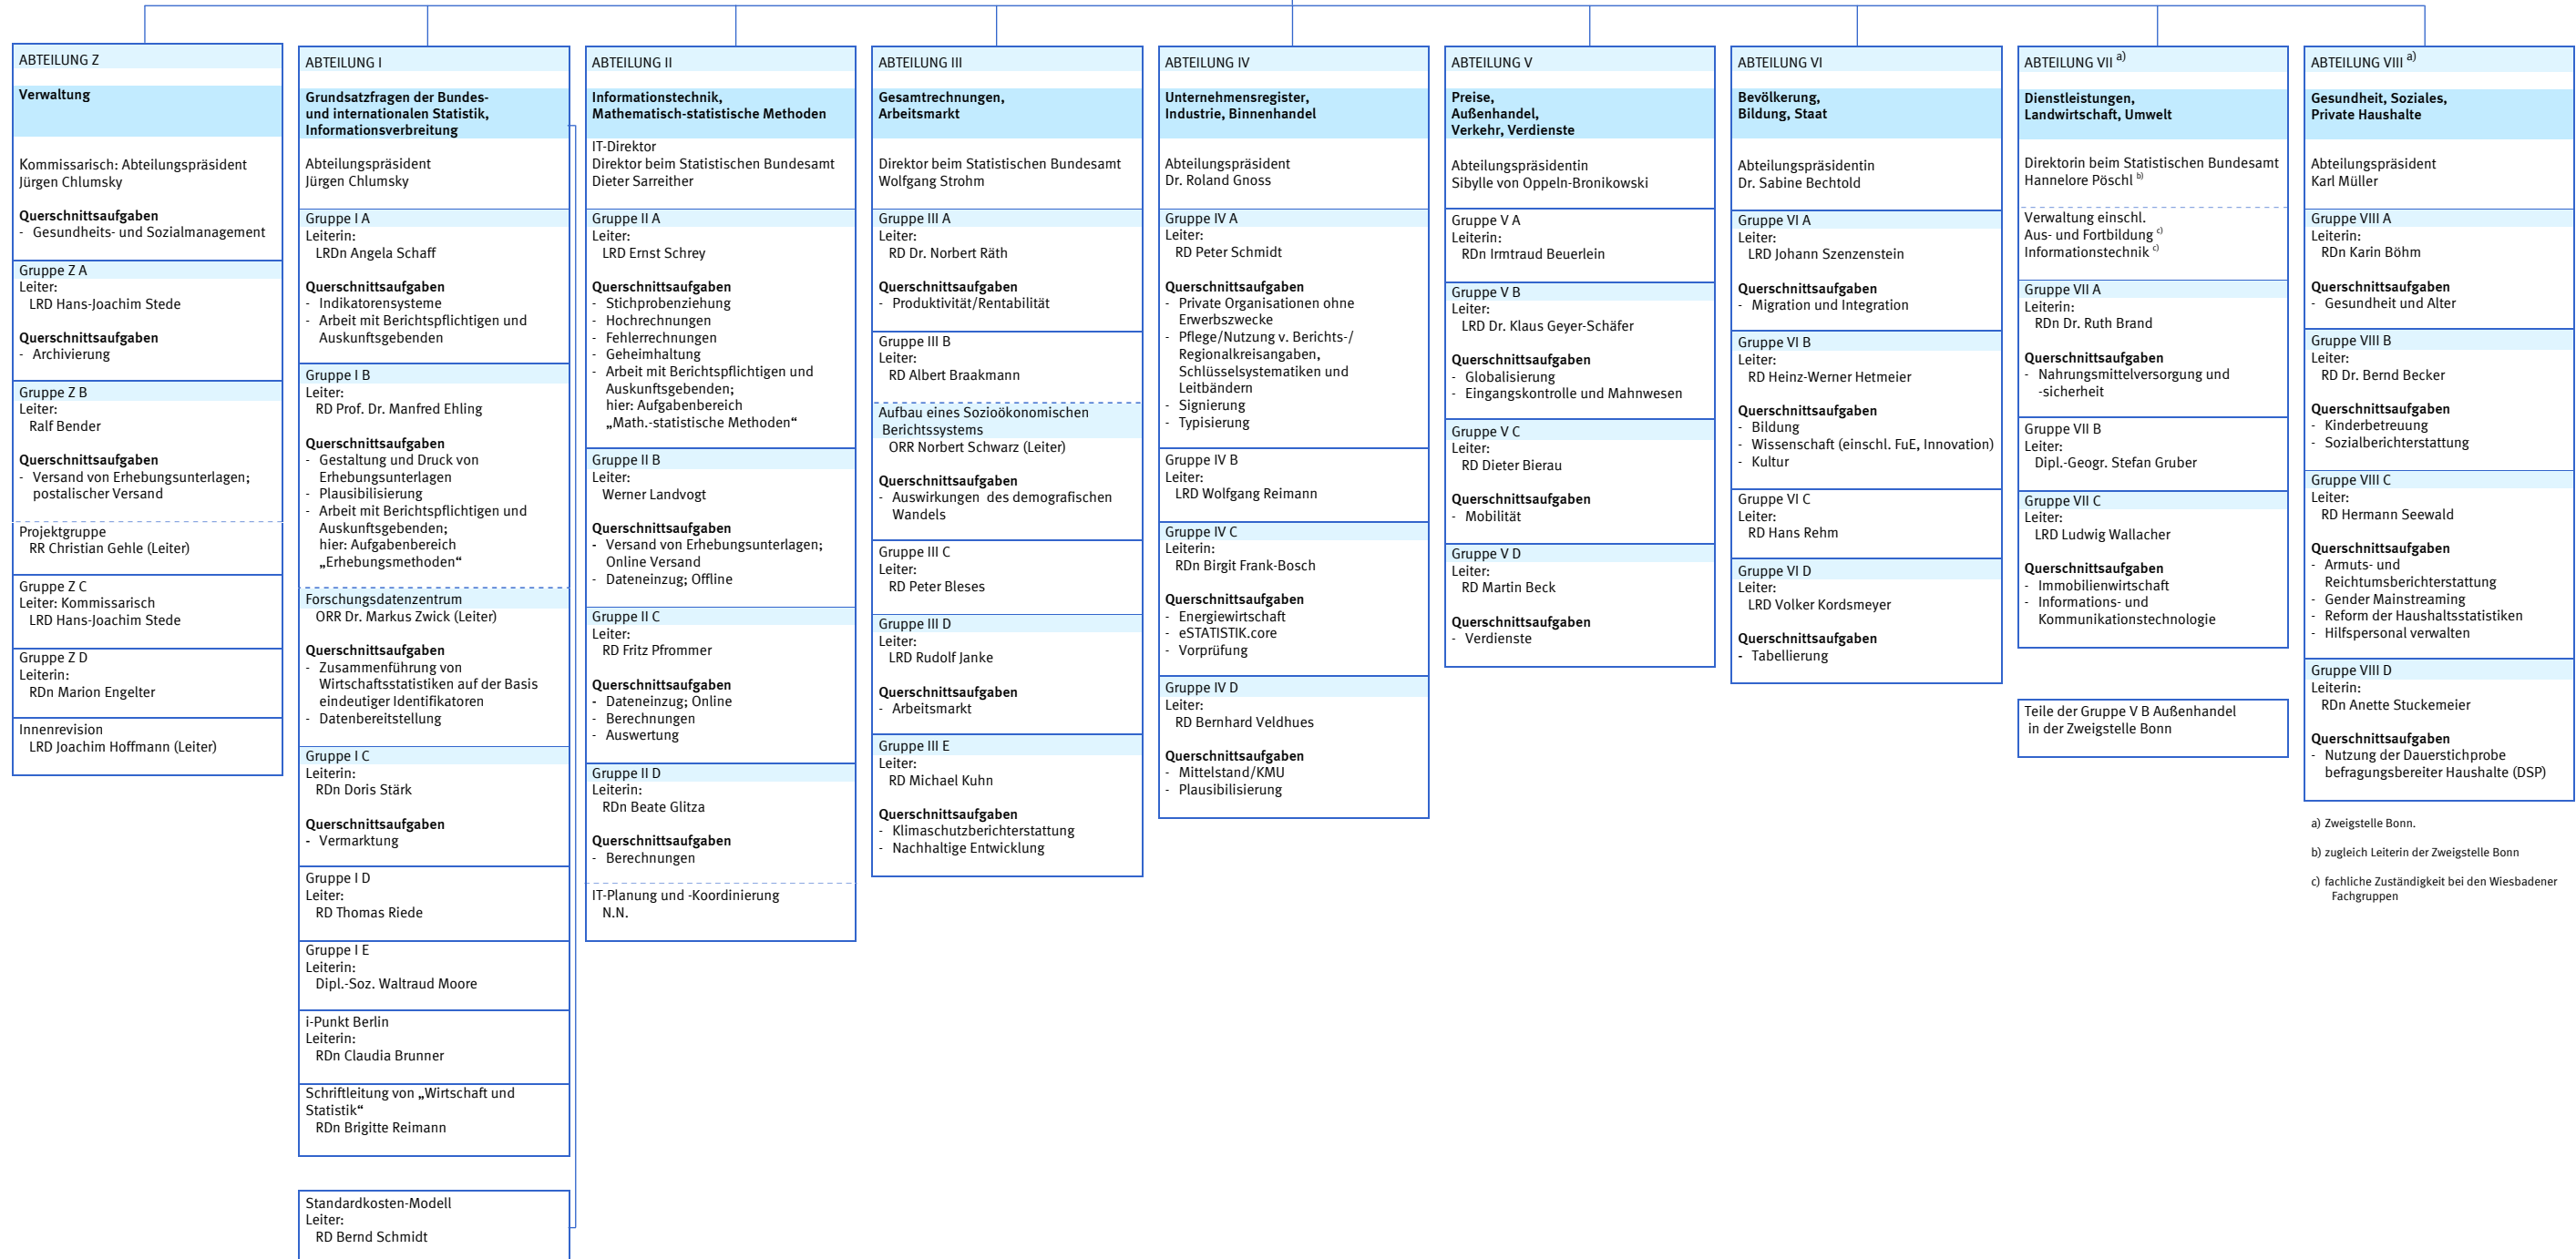 ABTEILUNG Z
Verwaltung
Kommissarisch: Abteilungspräsident
Jürgen Chlumsky
Querschnittsaufgaben
- Gesundheits- und Sozialmanagement
Gruppe Z A
Leiter:
LRD Hans-Joachim Stede
Querschnittsaufgaben
- Archivierung
Gruppe Z B
Leiter:
Ralf Bender
Querschnittsaufgaben
- Versand von Erhebungsunterlagen;
postalischer Versand
Projektgruppe
RR Christian Gehle (Leiter)
Gruppe Z C
Leiter: Kommissarisch
LRD Hans-Joachim Stede
Gruppe Z D
Leiterin:
RDn Marion Engelter
Innenrevision
LRD Joachim Hoffmann (Leiter)
ABTEILUNG I
Grundsatzfragen der Bundes-
und internationalen Statistik,
Informationsverbreitung
Abteilungspräsident
Jürgen Chlumsky
Gruppe I A
Leiterin:
LRDn Angela Schaff
Querschnittsaufgaben
- Indikatorensysteme
- Arbeit mit Berichtspflichtigen und
Auskunftsgebenden
Gruppe I B
Leiter:
RD Prof. Dr. Manfred Ehling
Querschnittsaufgaben
- Gestaltung und Druck von
Erhebungsunterlagen
- Plausibilisierung
- Arbeit mit Berichtspflichtigen und
Auskunftsgebenden;
hier: Aufgabenbereich
„Erhebungsmethoden“
Forschungsdatenzentrum
ORR Dr. Markus Zwick (Leiter)
Querschnittsaufgaben
- Zusammenführung von
Wirtschaftsstatistiken auf der Basis
eindeutiger Identifikatoren
- Datenbereitstellung
Gruppe I C
Leiterin:
RDn Doris Stärk
Querschnittsaufgaben
- Vermarktung
Gruppe I D
Leiter:
RD Thomas Riede
Gruppe I E
Leiterin:
Dipl.-Soz. Waltraud Moore
i-Punkt Berlin
Leiterin:
RDn Claudia Brunner
Schriftleitung von „Wirtschaft und
Statistik“
RDn Brigitte Reimann
Standardkosten-Modell
Leiter:
RD Bernd Schmidt
ABTEILUNG II
Informationstechnik,
Mathematisch-statistische Methoden
IT-Direktor
Direktor beim Statistischen Bundesamt
Dieter Sarreither
Gruppe II A
Leiter:
LRD Ernst Schrey
Querschnittsaufgaben
- Stichprobenziehung
- Hochrechnungen
- Fehlerrechnungen
- Geheimhaltung
- Arbeit mit Berichtspflichtigen und
Auskunftsgebenden;
hier: Aufgabenbereich
„Math.-statistische Methoden“
Gruppe II B
Leiter:
Werner Landvogt
Querschnittsaufgaben
- Versand von Erhebungsunterlagen;
Online Versand
- Dateneinzug; Offline
Gruppe II C
Leiter:
RD Fritz Pfrommer
Querschnittsaufgaben
- Dateneinzug; Online
- Berechnungen
- Auswertung
Gruppe II D
Leiterin:
RDn Beate Glitza
Querschnittsaufgaben
- Berechnungen
IT-Planung und -Koordinierung
N.N.
ABTEILUNG III
Gesamtrechnungen,
Arbeitsmarkt
Direktor beim Statistischen Bundesamt
Wolfgang Strohm
Gruppe III A
Leiter:
RD Dr. Norbert Räth
Querschnittsaufgaben
- Produktivität/Rentabilität
Gruppe III B
Leiter:
RD Albert Braakmann
Aufbau eines Sozioökonomischen
Berichtssystems
ORR Norbert Schwarz (Leiter)
Querschnittsaufgaben
- Auswirkungen des demografischen
Wandels
Gruppe III C
Leiter:
RD Peter Bleses
Gruppe III D
Leiter:
LRD Rudolf Janke
Querschnittsaufgaben
- Arbeitsmarkt
Gruppe III E
Leiter:
RD Michael Kuhn
Querschnittsaufgaben
- Klimaschutzberichterstattung
- Nachhaltige Entwicklung
ABTEILUNG IV
Unternehmensregister,
Industrie, Binnenhandel
Abteilungspräsident
Dr. Roland Gnoss
Gruppe IV A
Leiter:
RD Peter Schmidt
Querschnittsaufgaben
- Private Organisationen ohne
Erwerbszwecke
- Pflege/Nutzung v. Berichts-/
Regionalkreisangaben,
Schlüsselsystematiken und
Leitbändern
- Signierung
- Typisierung
Gruppe IV B
Leiter:
LRD Wolfgang Reimann
Gruppe IV C
Leiterin:
RDn Birgit Frank-Bosch
Querschnittsaufgaben
- Energiewirtschaft
- eSTATISTIK.core
- Vorprüfung
Gruppe IV D
Leiter:
RD Bernhard Veldhues
Querschnittsaufgaben
- Mittelstand/KMU
- Plausibilisierung
ABTEILUNG V
Preise,
Außenhandel,
Verkehr, Verdienste
Abteilungspräsidentin
Sibylle von Oppeln-Bronikowski
Gruppe V A
Leiterin:
RDn Irmtraud Beuerlein
Gruppe V B
Leiter:
LRD Dr. Klaus Geyer-Schäfer
Querschnittsaufgaben
- Globalisierung
- Eingangskontrolle und Mahnwesen
Gruppe V C
Leiter:
RD Dieter Bierau
Querschnittsaufgaben
- Mobilität
Gruppe V D
Leiter:
RD Martin Beck
Querschnittsaufgaben
- Verdienste
ABTEILUNG VI
Bevölkerung,
Bildung, Staat
Abteilungspräsidentin
Dr. Sabine Bechtold
Gruppe VI A
Leiter:
LRD Johann Szenzenstein
Querschnittsaufgaben
- Migration und Integration
Gruppe VI B
Leiter:
RD Heinz-Werner Hetmeier
Querschnittsaufgaben
- Bildung
- Wissenschaft (einschl. FuE, Innovation)
- Kultur
Gruppe VI C
Leiter:
RD Hans Rehm
Gruppe VI D
Leiter:
LRD Volker Kordsmeyer
Querschnittsaufgaben
- Tabellierung
ABTEILUNG VII a)
Dienstleistungen,
Landwirtschaft, Umwelt
Direktorin beim Statistischen Bundesamt
Hannelore Pöschl b)
Verwaltung einschl.
Aus- und Fortbildung c)
Informationstechnik c)
Gruppe VII A
Leiterin:
RDn Dr. Ruth Brand
Querschnittsaufgaben
- Nahrungsmittelversorgung und
-sicherheit
Gruppe VII B
Leiter:
Dipl.-Geogr. Stefan Gruber
Gruppe VII C
Leiter:
LRD Ludwig Wallacher
Querschnittsaufgaben
- Immobilienwirtschaft
- Informations- und
Kommunikationstechnologie
Teile der Gruppe V B Außenhandel
in der Zweigstelle Bonn
ABTEILUNG VIII a)
Gesundheit, Soziales,
Private Haushalte
Abteilungspräsident
Karl Müller
Gruppe VIII A
Leiterin:
RDn Karin Böhm
Querschnittsaufgaben
- Gesundheit und Alter
Gruppe VIII B
Leiter:
RD Dr. Bernd Becker
Querschnittsaufgaben
- Kinderbetreuung
- Sozialberichterstattung
Gruppe VIII C
Leiter:
RD Hermann Seewald
Querschnittsaufgaben
- Armuts- und
Reichtumsberichterstattung
- Gender Mainstreaming
- Reform der Haushaltsstatistiken
- Hilfspersonal verwalten
Gruppe VIII D
Leiterin:
RDn Anette Stuckemeier
Querschnittsaufgaben
- Nutzung der Dauerstichprobe
befragungsbereiter Haushalte (DSP)
a) Zweigstelle Bonn.
b) zugleich Leiterin der Zweigstelle Bonn
c) fachliche Zuständigkeit bei den Wiesbadener
Fachgruppen